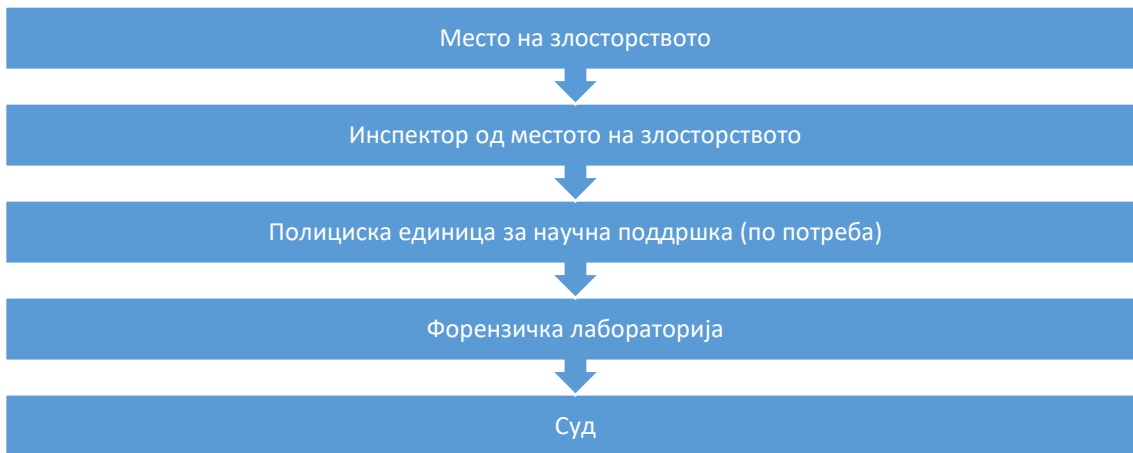 Место на злосторството
Инспектор од местото на злосторството
Полициска единица за научна поддршка (по потреба)
Форензичка лабораторија
Суд